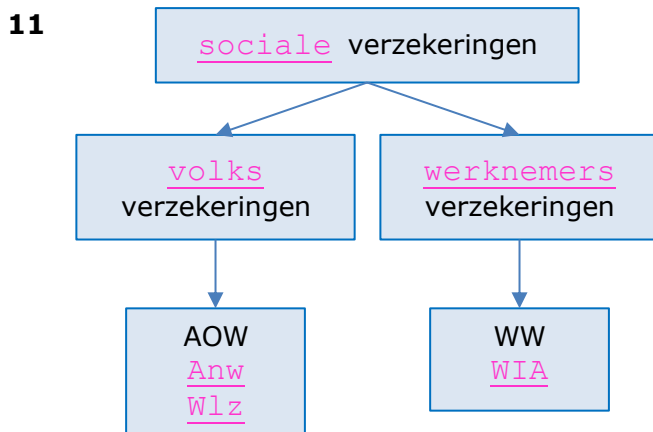 11
sociale verzekeringen
volks
verzekeringen
werknemers
verzekeringen
AOW
Anw
Wlz
WW
WIA